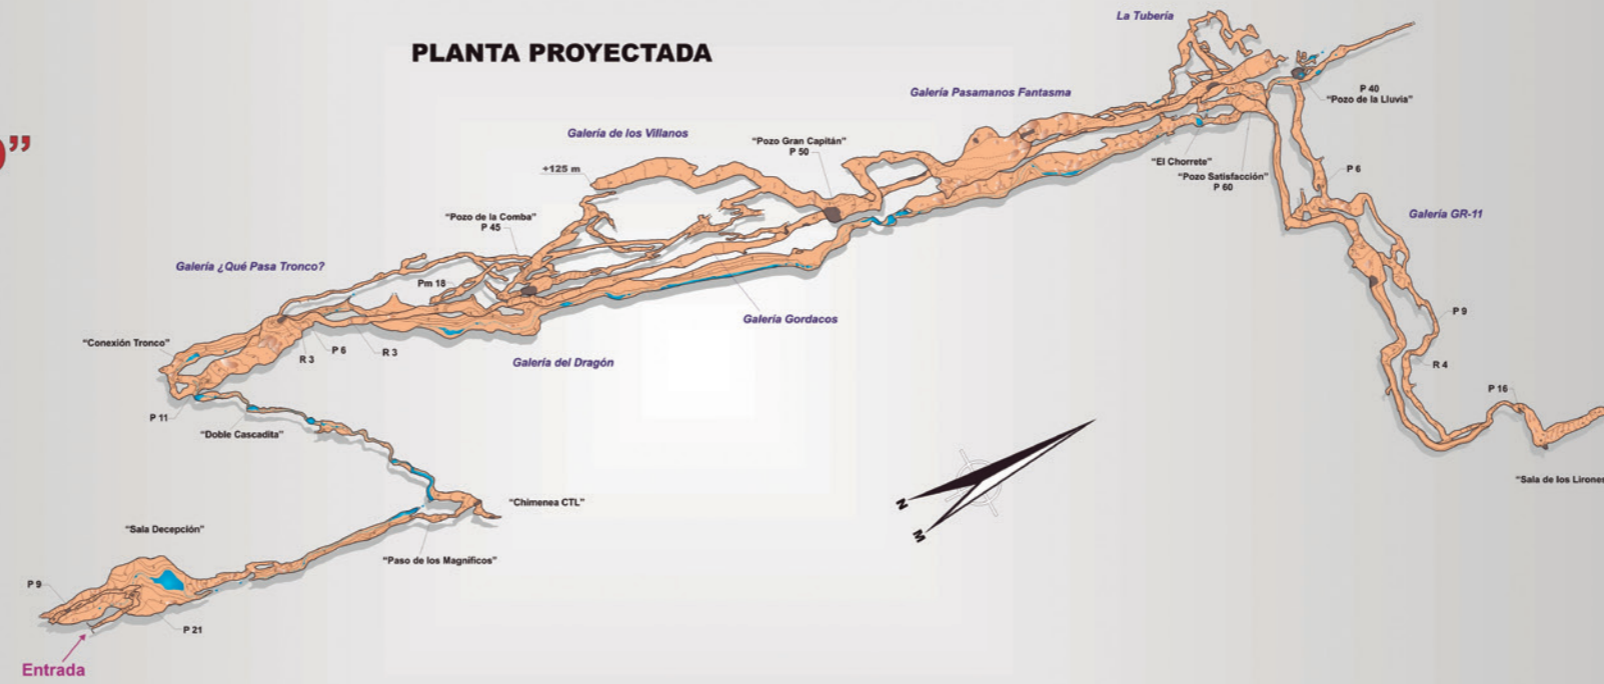 La Tubería
PLANTA PROYECTADA
Galería Pasamanos Fantasma
P 40
"Pozo de la Lluvia"
”
Galería de los Villanos
"Pozo Gran Capitán"
P 50
"El Chorrete"
+125 m
"Pozo Satisfacción"
P 60
P 6
"Pozo de la Comba"
P 45
Galería GR-11
Galería ¿Qué Pasa Tronco?
Pm 18
Galería Gordacos
P 9
"Conexión Tronco"
R 3
P 6
R 3
Galería del Dragón
R 4
P 16
P 11
"Doble Cascadita"
"Sala de los Lirones
"Chimenea CTL"
N
M
"Sala Decepción"
"Paso de los Magníficos"
P 9
P 21
Entrada